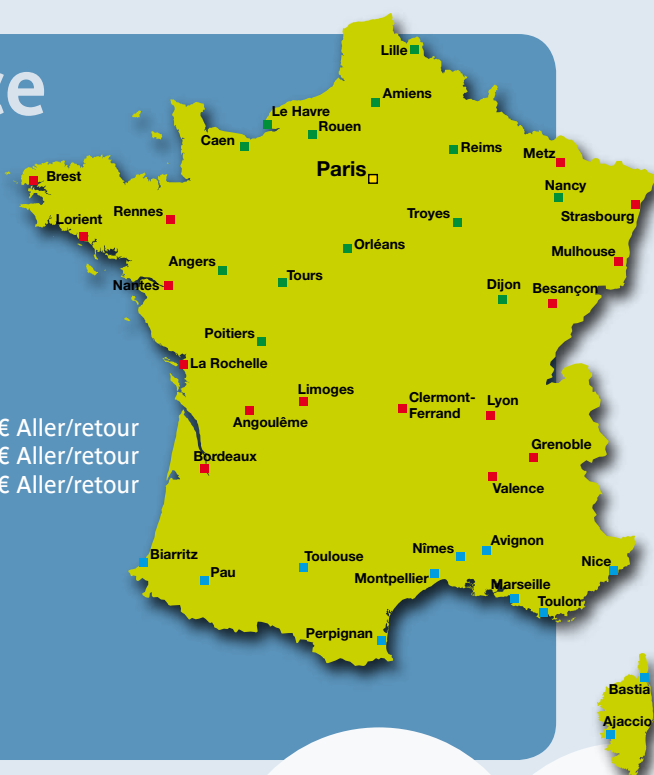 ce
Lille
Amiens
Le Havre
Rouen
Caen
Reims
Metz
Paris
Brest
Nancy
Rennes
Troyes
Lorient
Strasbourg
Orléans
Mulhouse
Angers
Tours
Nantes
Dijon
Besançon
Poitiers
La Rochelle
Limoges
Clermont-
Ferrand
Lyon
Angoulême
€ Aller/retour
€ Aller/retour
€ Aller/retour
Grenoble
Bordeaux
Valence
Avignon
Nîmes
Biarritz
Toulouse
Nice
Pau
Montpellier
Marseille
Toulon
Perpignan
Bastia
Ajaccio